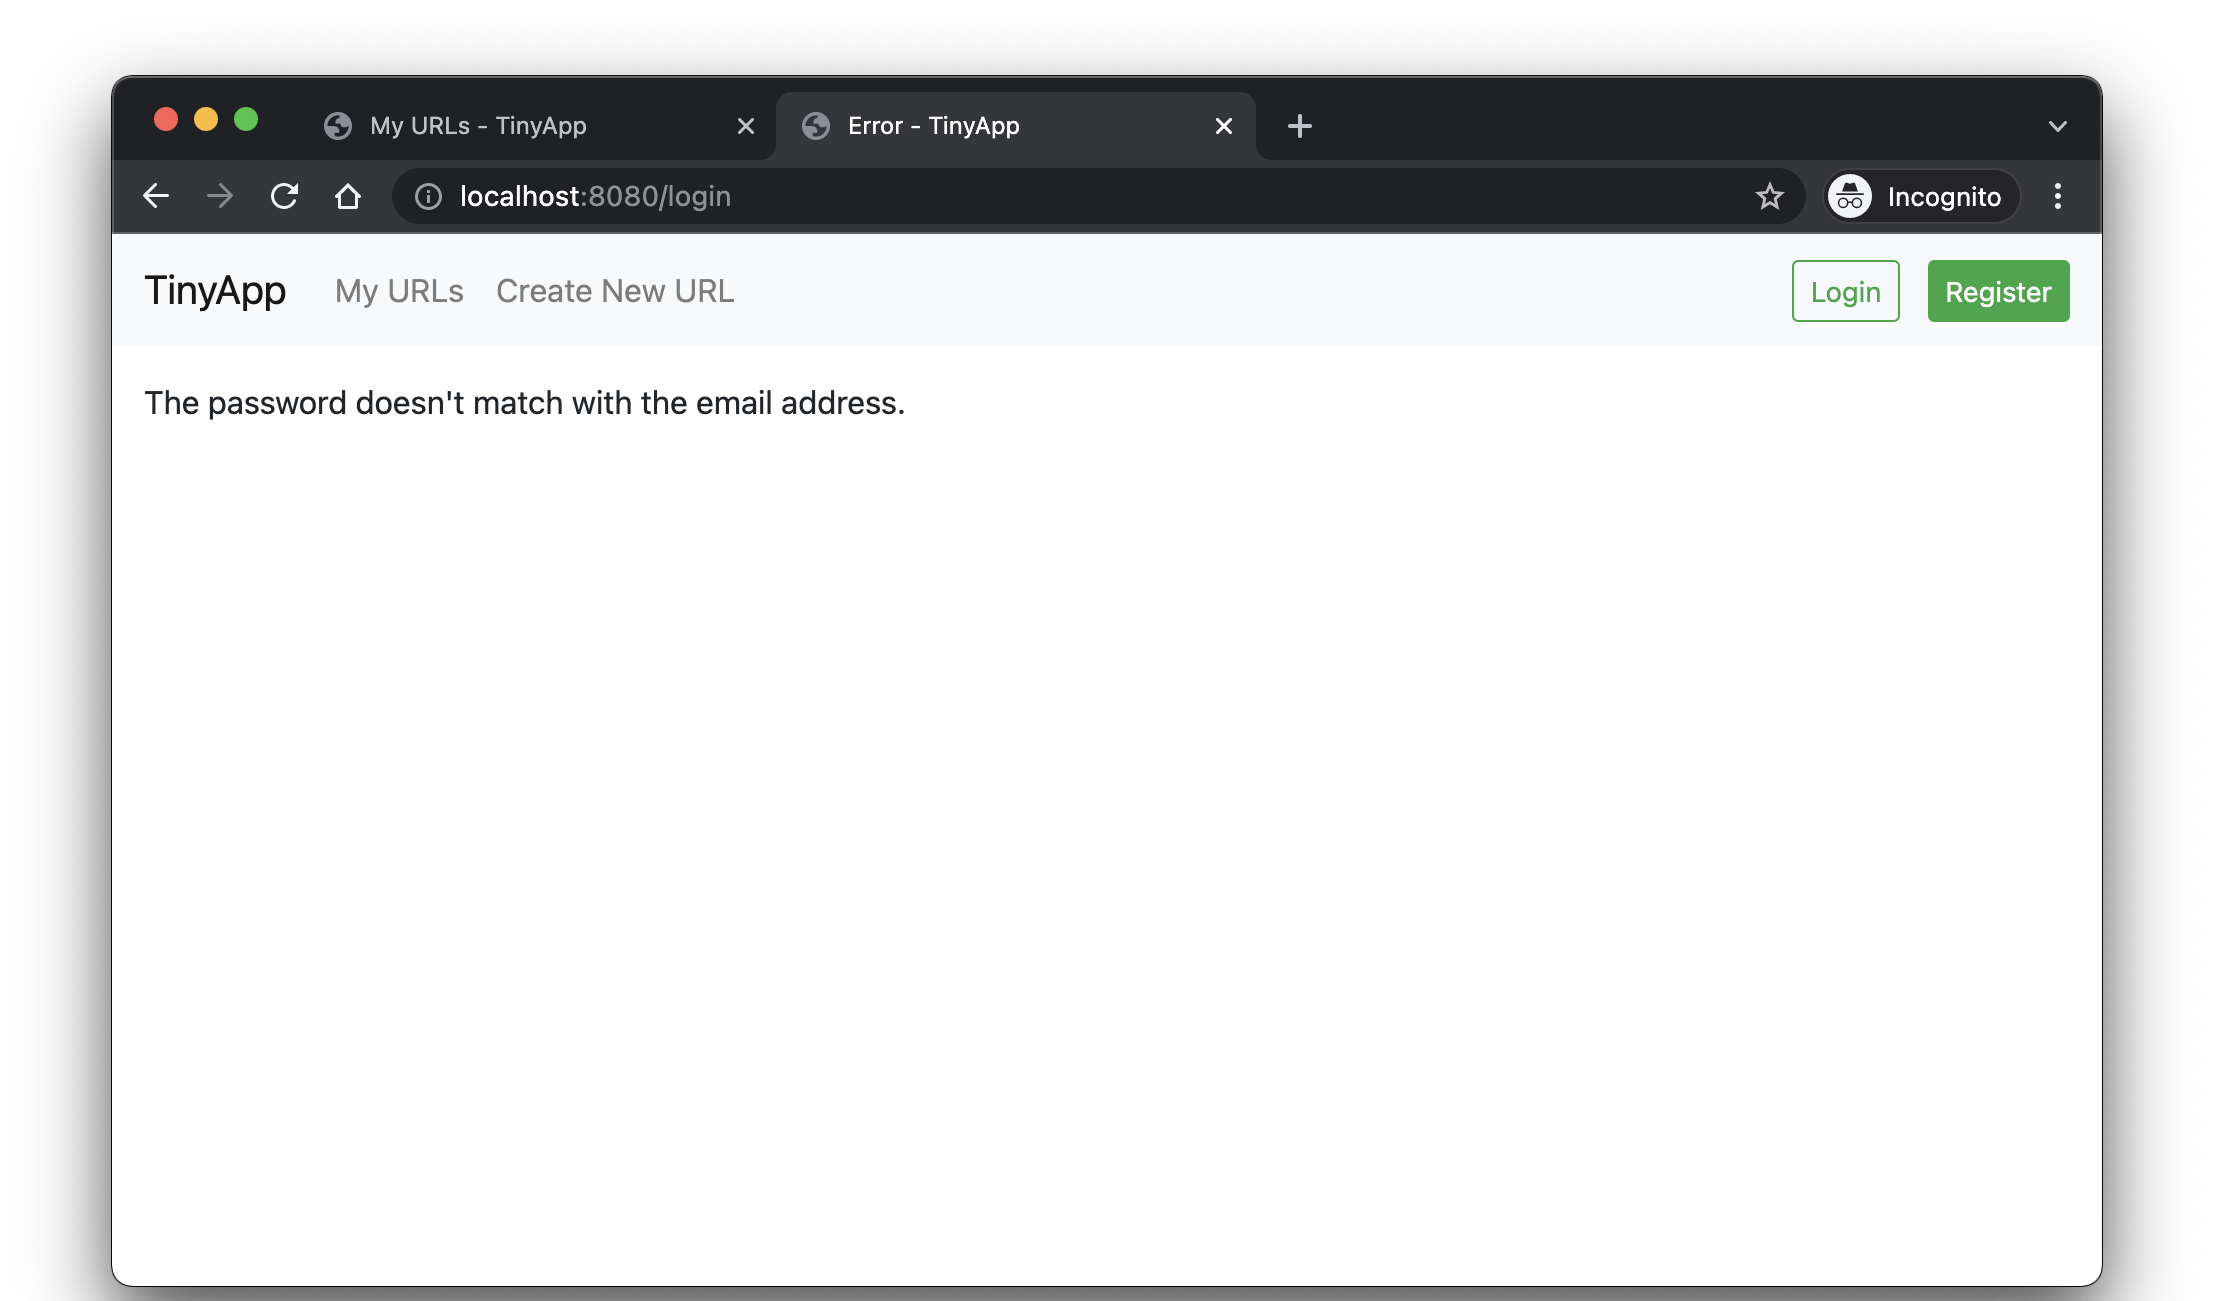 My URLs - TinyApp
Error - TinyApp
localhost:8080/login
Incognito
TinyApp My URLs Create New URL Login Register
The password doesn't match with the email address.